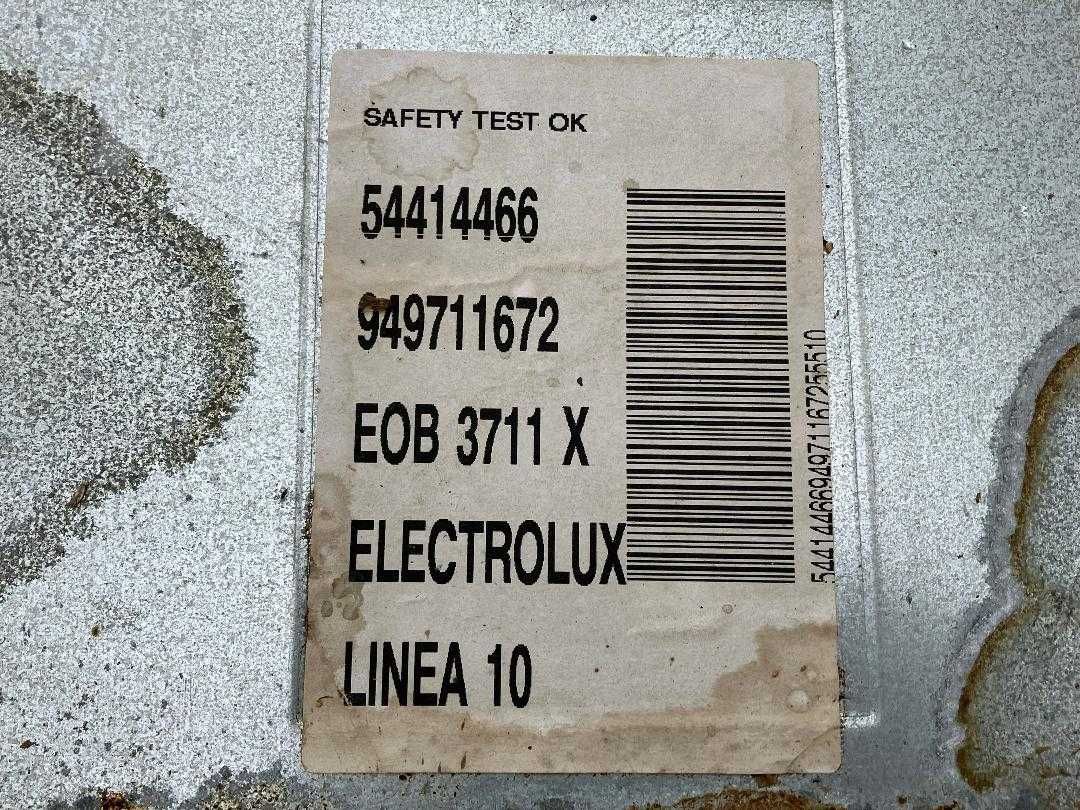 SAFETY TEST OK
54414466
949711672
EOB 3711 X
ELECTROLUX
LINEA 10
5441446694971167255510